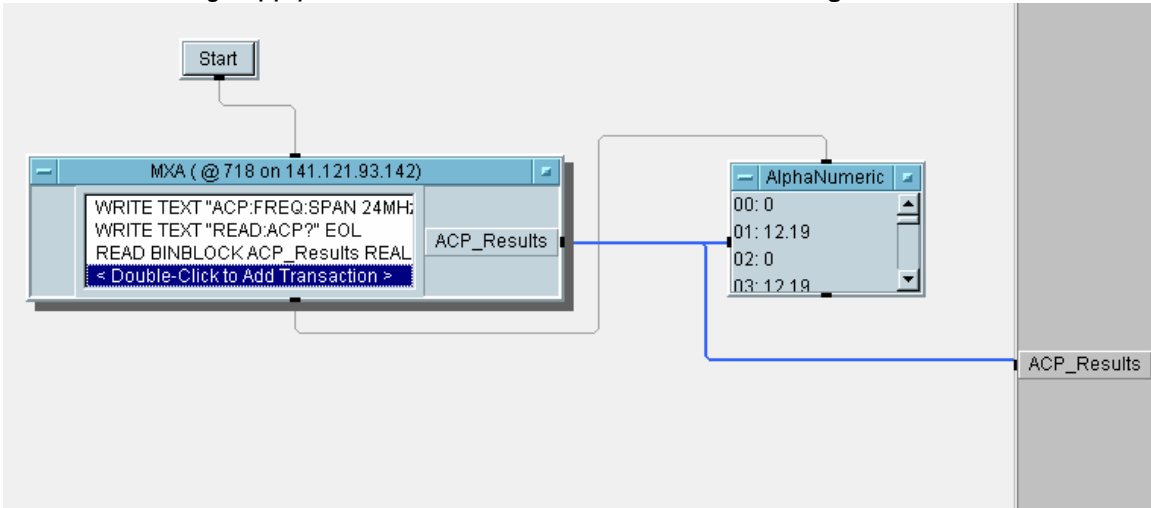 Start
MXA ( @ 718 on 141.121.93.142)
WRITE TEXT "ACP:FREQ:SPAN 24MHz
WRITE TEXT "READ:ACP?" EOL
READ BINBLOCK ACP_Results REAL
< Double-Click to Add Transaction >
ACP_Results
AlphaNumeric
00: 0
01: 12.19
02: 0
03: 12.19
ACP_Results